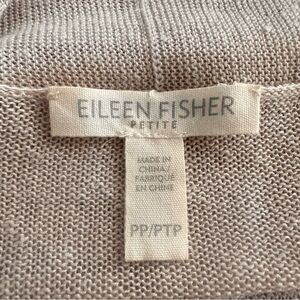 EILEEN FISHER
PETITE
MADE IN
CHINA/
FABRIQUÉ
EN CHINE
PP/PTP